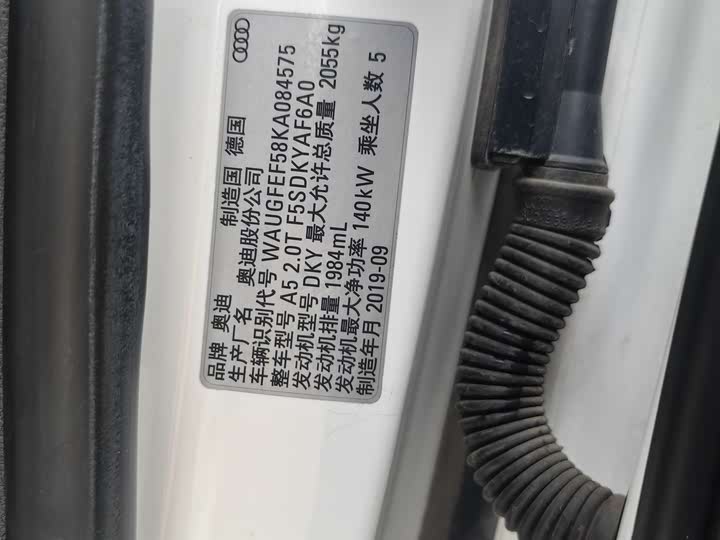 品牌 奥迪 制造国 德国
生产厂名 奥迪股份公司
车辆识别代号 WAUGFEF58KA084575
整车型号 A5 2.0T F5SDKYAF6A0
发动机型号 DKY 最大允许总质量 2055kg
发动机排量 1984mL
发动机最大净功率 140kW 乘坐人数 5
制造年月 2019-09